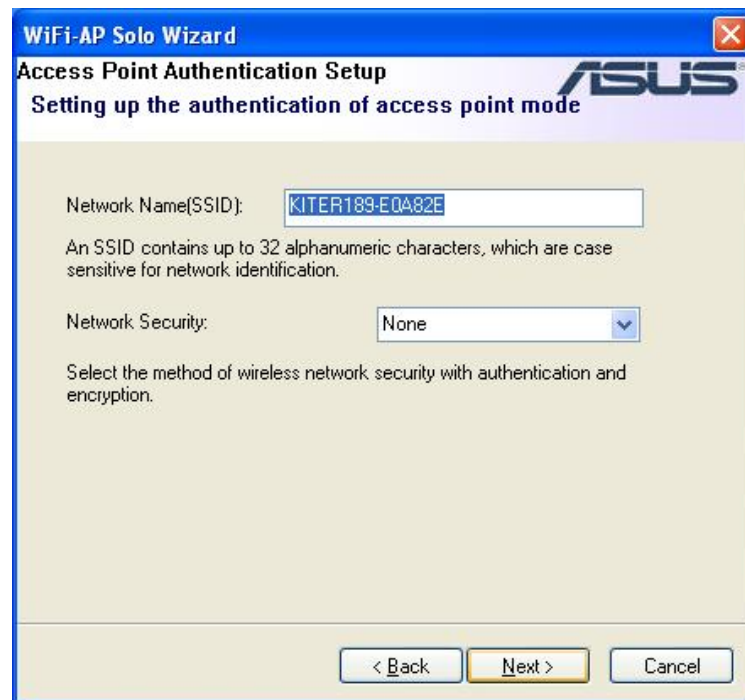 WiFi-AP Solo Wizard
Access Point Authentication Setup
ASUS
Setting up the authentication of access point mode
Network Name(SSID):
KITER189-E0A82E
An SSID contains up to 32 alphanumeric characters, which are case
sensitive for network identification.
Network Security:
None
Select the method of wireless network security with authentication and
encryption.
< Back
Next >
Cancel